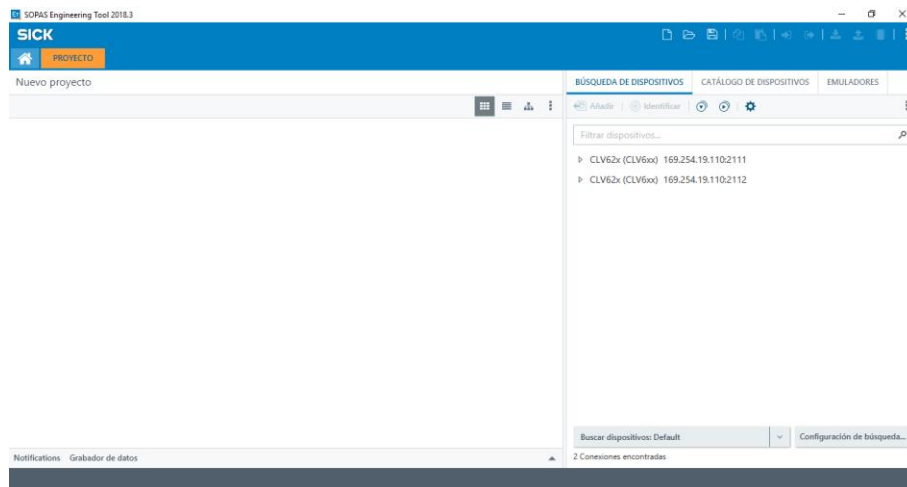 SOPAS Engineering Tool 2018.3
SICK
PROYECTO
Nuevo proyecto
BÚSQUEDA DE DISPOSITIVOS
CATÁLOGO DE DISPOSITIVOS
EMULADORES
Añadir
Identificar
Filtrar dispositivos...
CLV62x (CLV6xx) 169.254.19.110:2111
CLV62x (CLV6xx) 169.254.19.110:2112
Buscar dispositivos: Default
Configuración de búsqueda...
Notifications Grabador de datos
2 Conexiones encontradas